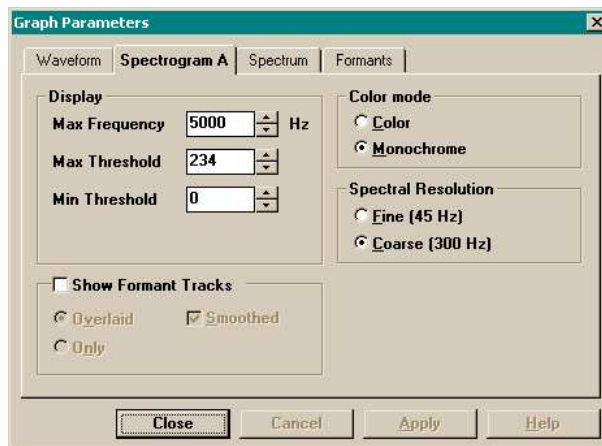 Graph Parameters
Waveform Spectrogram A Spectrum Formants
Display
Max Frequency 5000 Hz
Max Threshold 234
Min Threshold 0
Color mode
Color
Monochrome
Spectral Resolution
Fine (45 Hz)
Coarse (300 Hz)
Show Formant Tracks
Overlaid Smoothed
Only
Close Cancel Apply Help